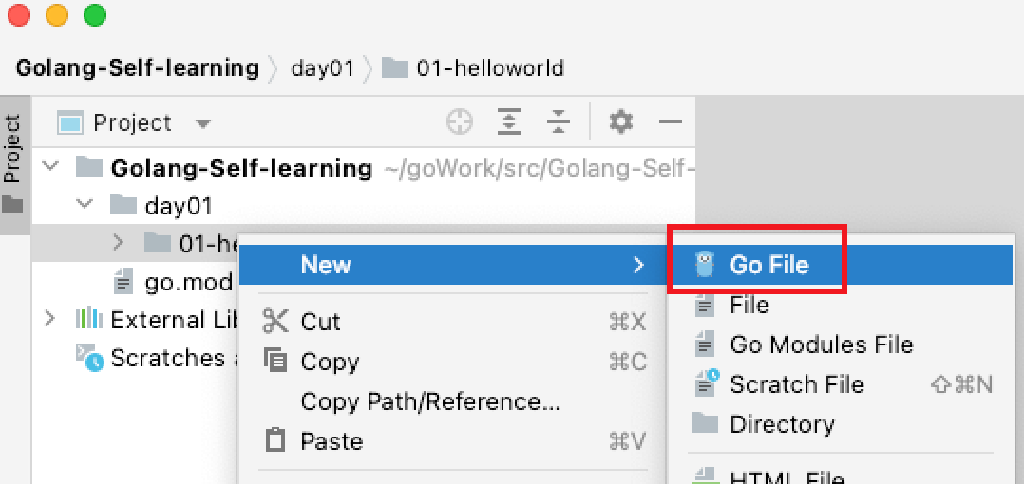 Golang-Self-learning day01 01-helloworld
Project
Project
Golang-Self-learning ~/goWork/src/Golang-Self-
day01
01-he
go.mod
External Lib
Scratches
New
Cut ⌘X
Copy ⌘C
Copy Path/Reference...
Paste ⌘V
Go File
File
Go Modules File
Scratch File ⇧⌘N
Directory
HTML File